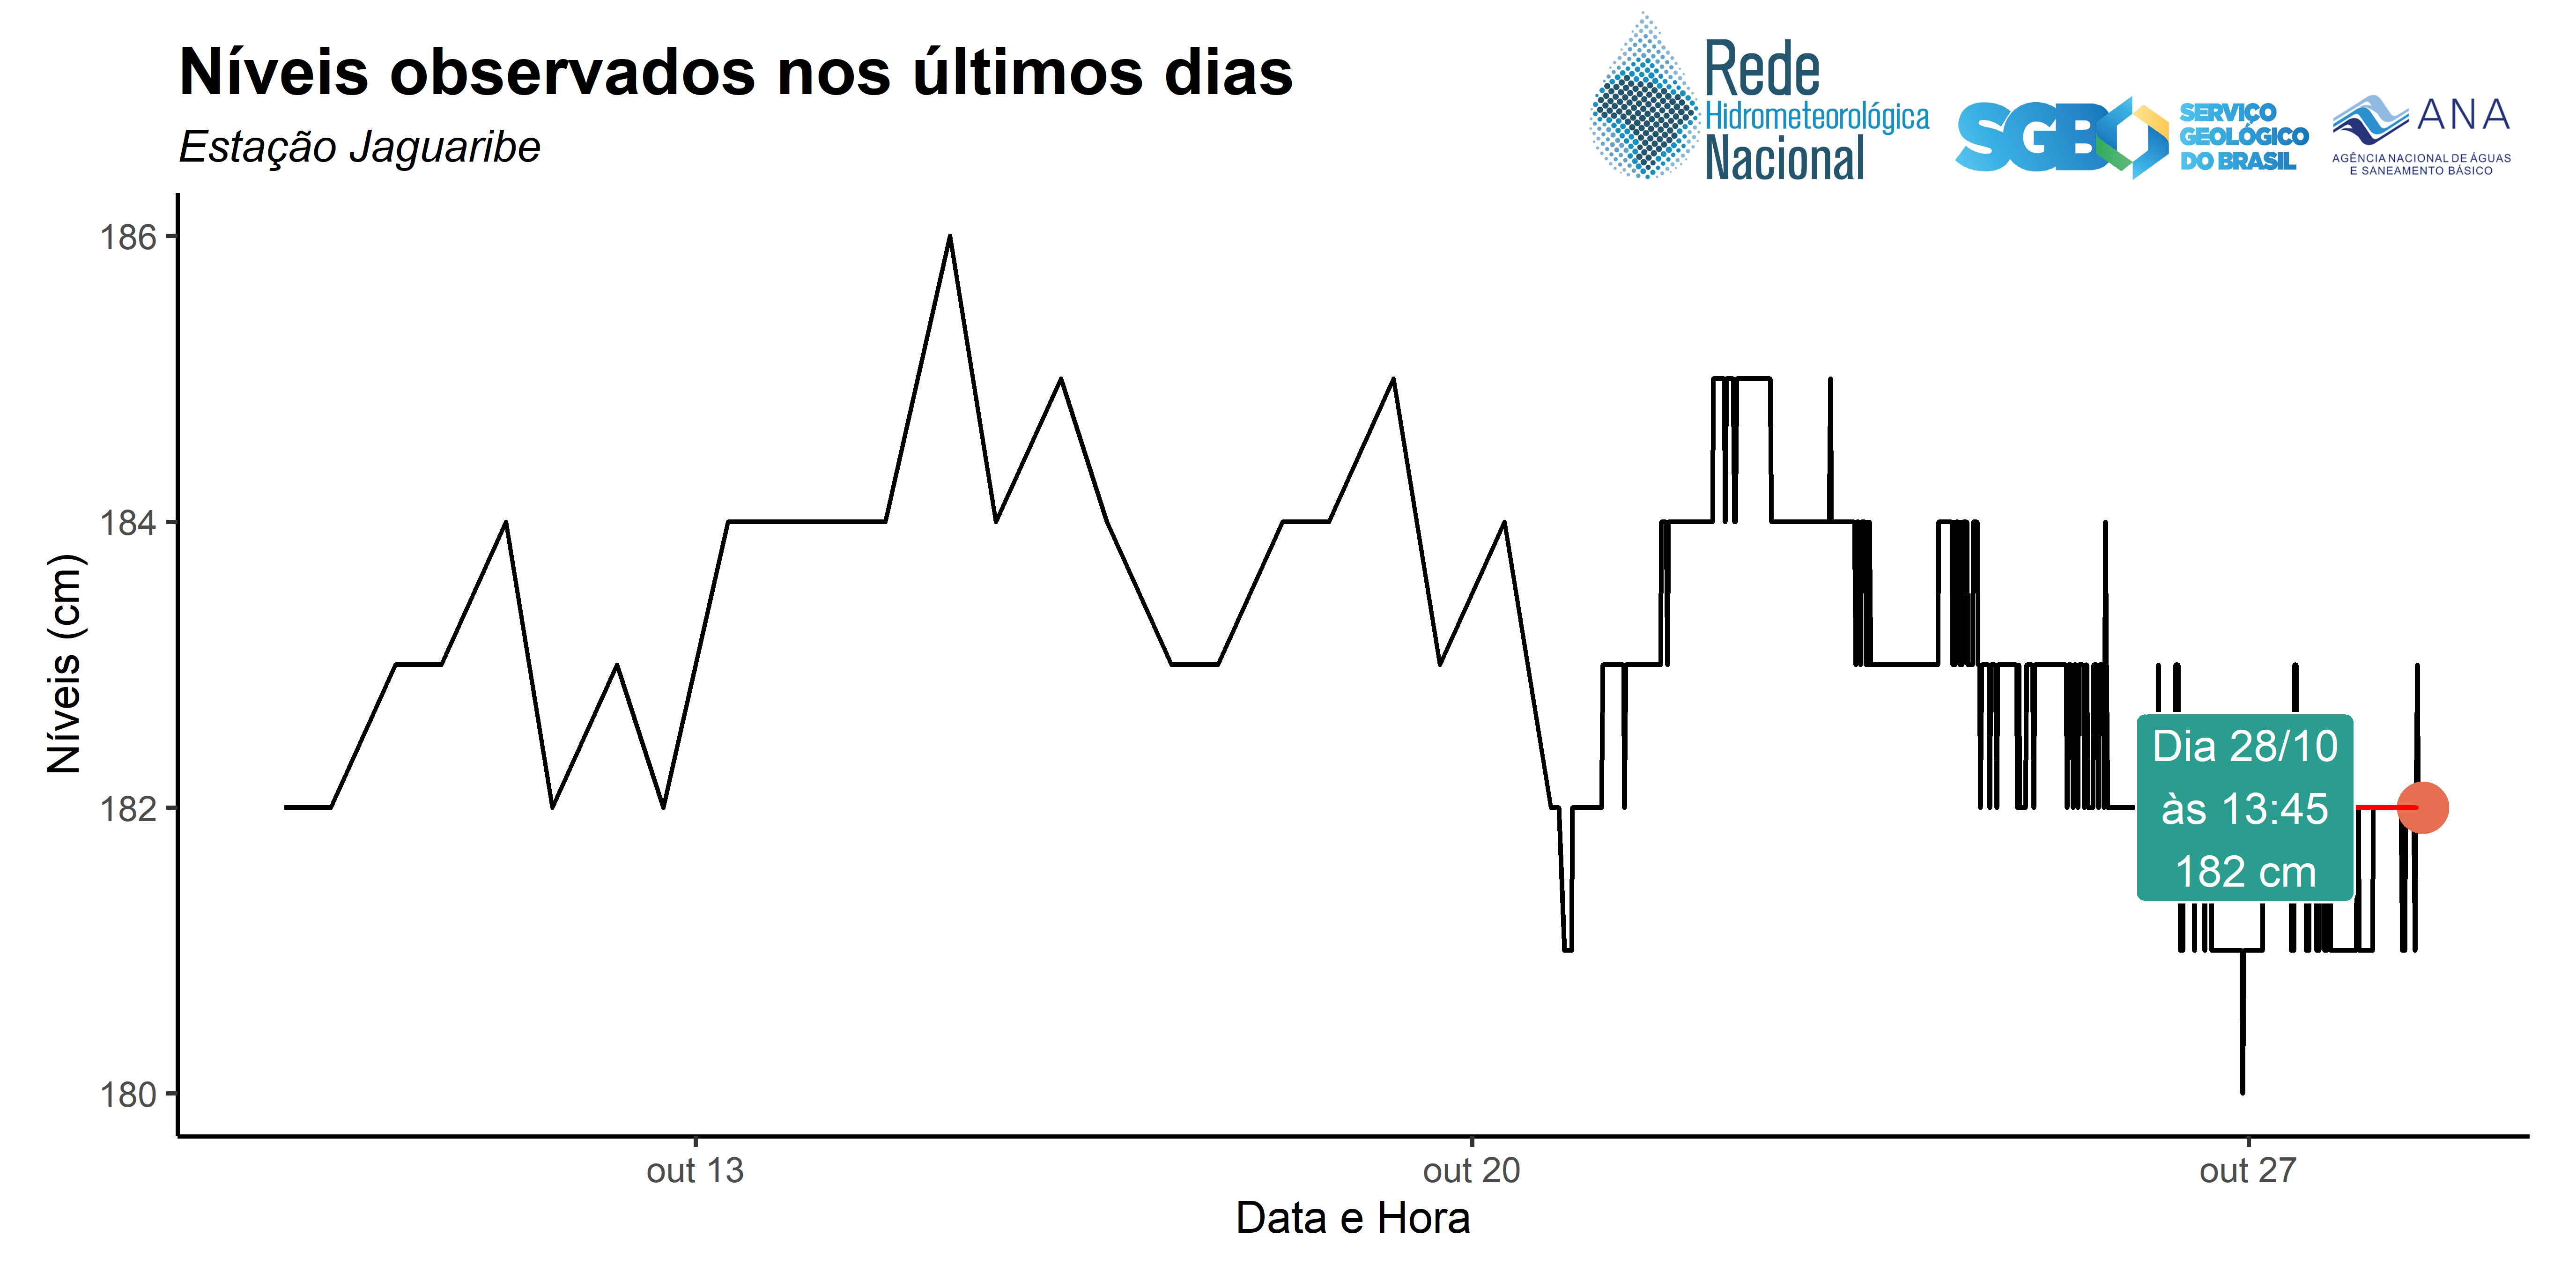 Níveis observados nos últimos dias
Estação Jaguaribe
Rede
Hidrometeorológica
Nacional
SGB
SERVIÇO
GEOLÓGICO
DO BRASIL
ANA
AGÊNCIA NACIONAL DE ÁGUAS
E SANEAMENTO BÁSICO
Níveis (cm)
186
184
182
180
Dia 28/10
às 13:45
182 cm
out 13
out 20
out 27
Data e Hora